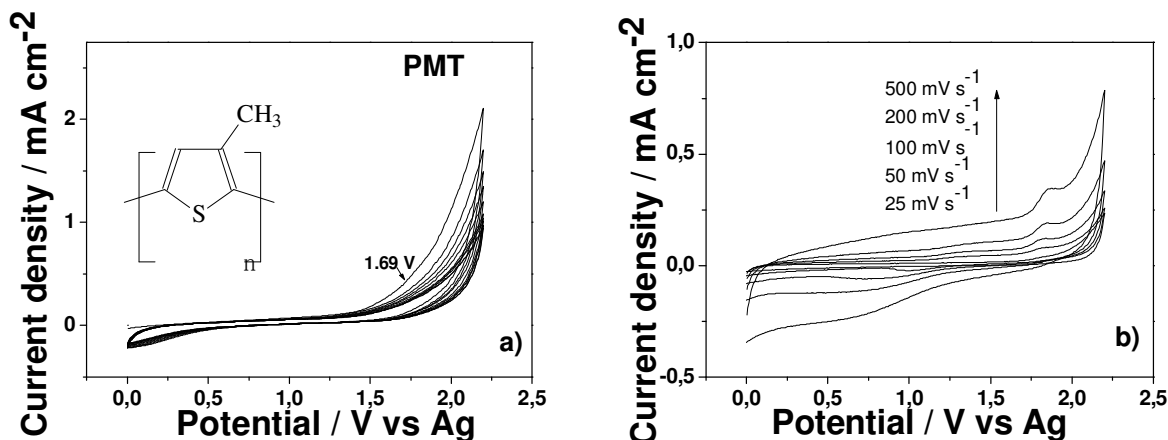 PMT
CH3
S
n
1.69 V
a)
2
1
0
0,0 0,5 1,0 1,5 2,0 2,5
Potential / V vs Ag
Current density / mA cm-2
500 mV s-1
200 mV s-1
100 mV s-1
50 mV s-1
25 mV s-1
b)
1,0
0,5
0,0
-0,5
0,0 0,5 1,0 1,5 2,0 2,5
Potential / V vs Ag
Current density / mA cm-2